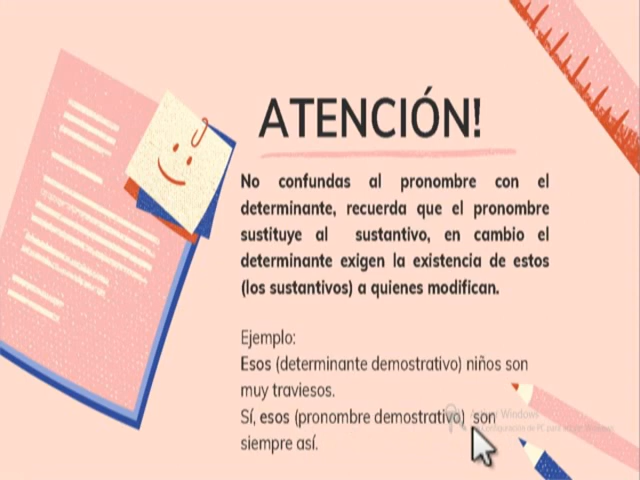 ATENCIÓN!
No confundas al pronombre con el
determinante, recuerda que el pronombre
sustituye al sustantivo, en cambio el
determinante exigen la existencia de estos
(los sustantivos) a quienes modifican.
Ejemplo:
Esos (determinante demostrativo) niños son
muy traviesos.
Sí, esos (pronombre demostrativo) son
siempre así.